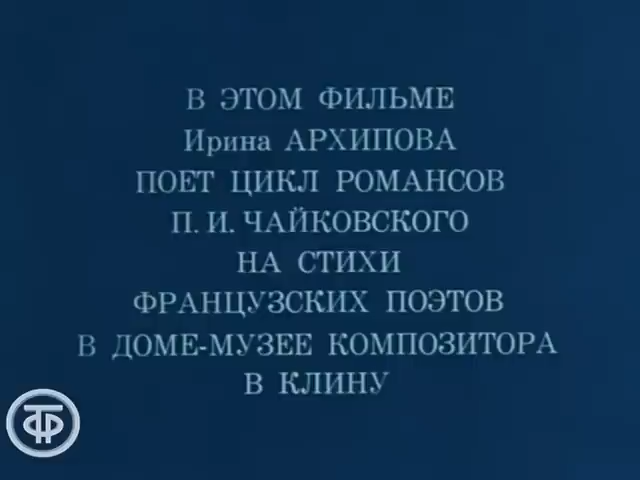 В ЭТОМ ФИЛЬМЕ
Ирина АРХИПОВА
ПОЕТ ЦИКЛ РОМАНСОВ
П. И. ЧАЙКОВСКОГО
НА СТИХИ
ФРАНЦУЗСКИХ ПОЭТОВ
В ДОМЕ-МУЗЕЕ КОМПОЗИТОРА
В КЛИНУ